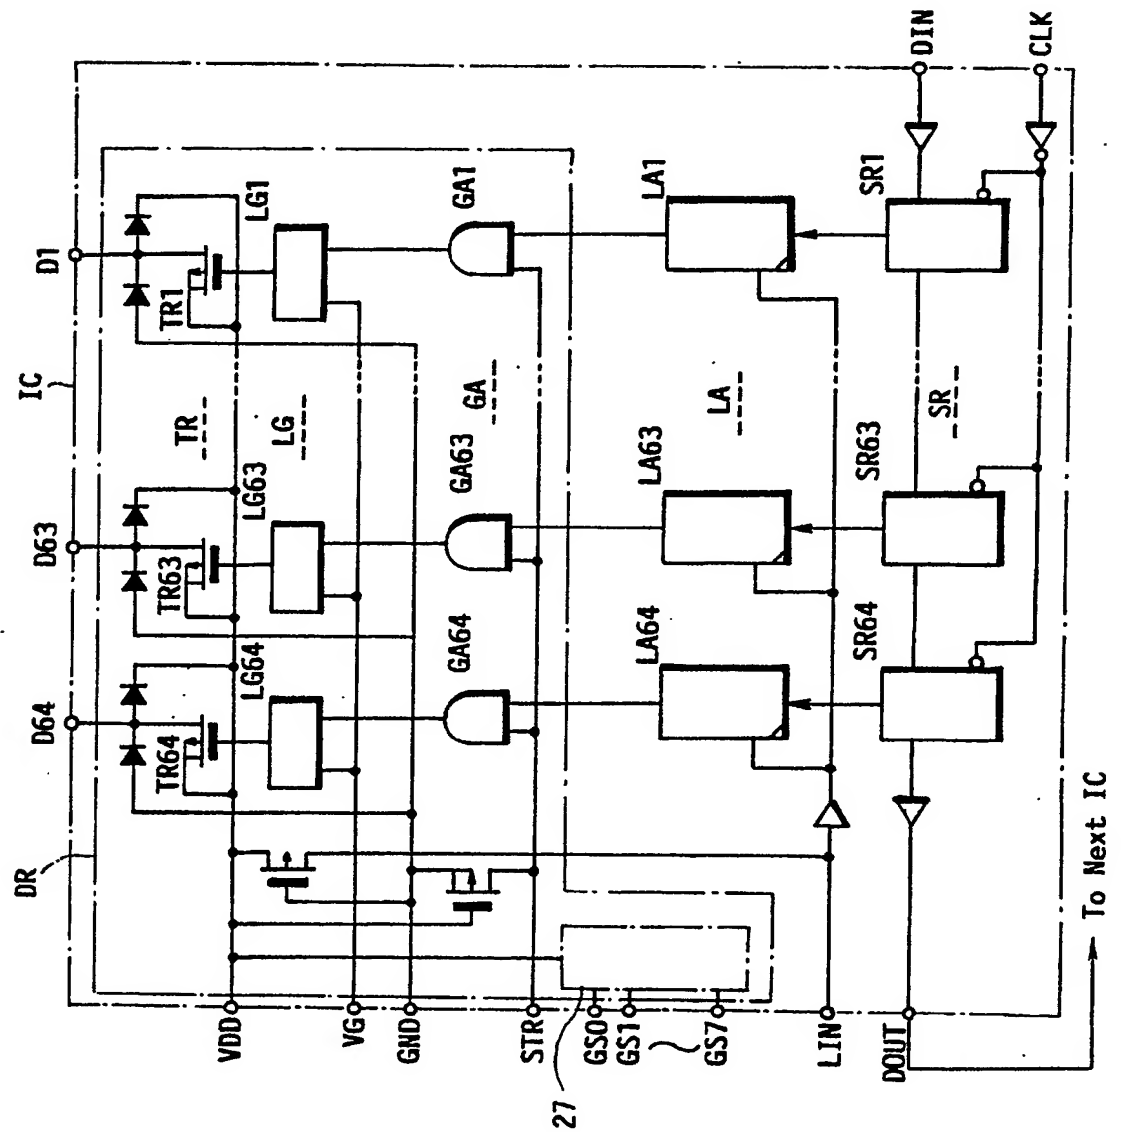 DIN
CLK
D1
LG1
GA1
LA1
SR1
TR1
IC
TR
LG
GA
LA
SR
D63
LG63
GA63
LA63
SR63
TR63
D64
LG64
GA64
LA64
SR64
TR64
DR
To Next IC
VDD
VG
GND
STR
GS0
GS1
GS7
LIN
DOUT
27